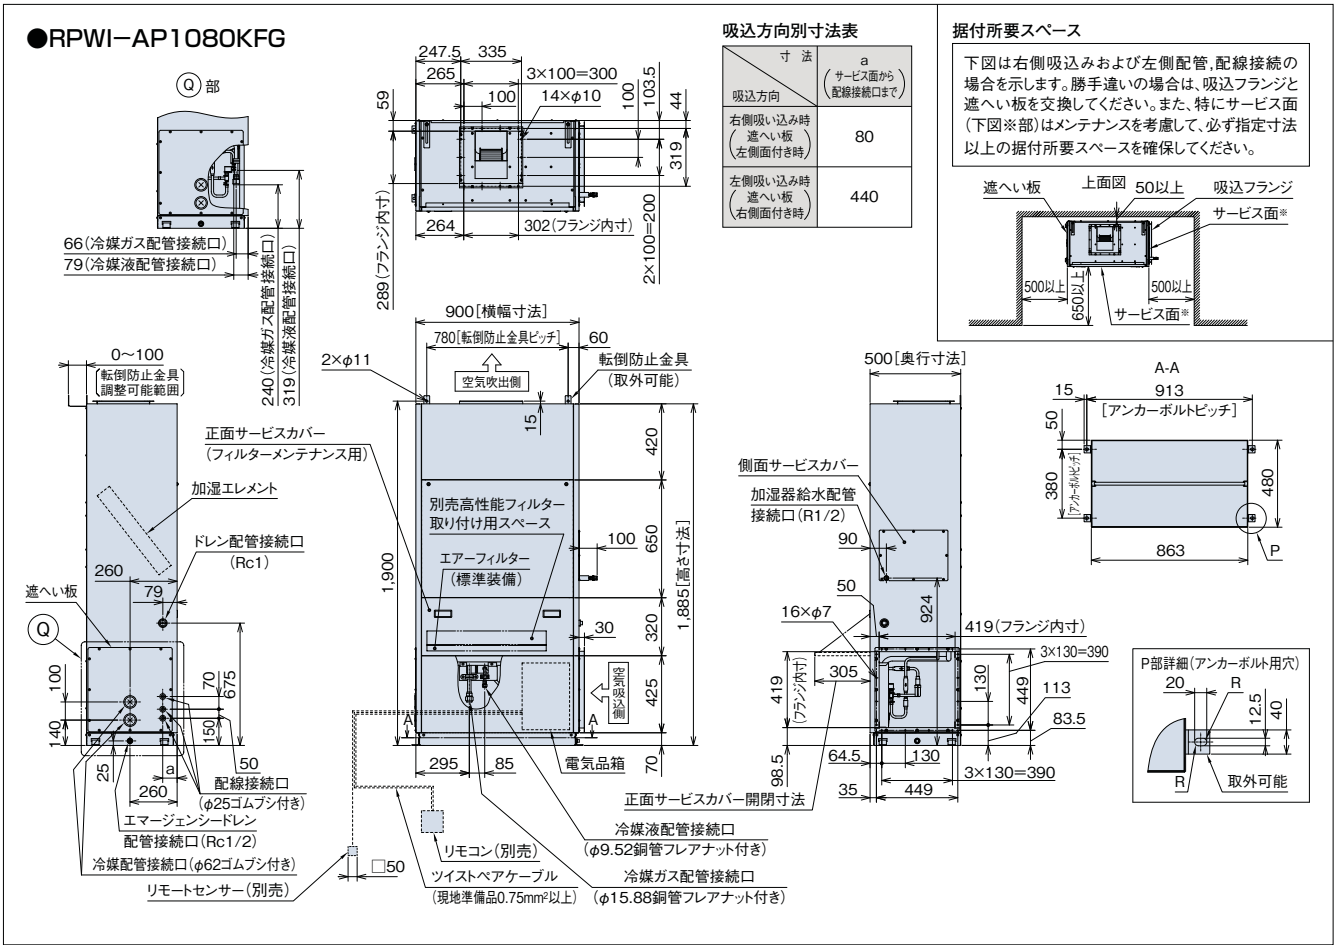 ●RPWI−AP1080KFG
Q 部
66(冷媒ガス配管接続口)
79(冷媒液配管接続口)
240(冷媒ガス配管接続口)
319(冷媒液配管接続口)
247.5
335
265
3×100=300
100
14×φ10
59
100
103.5
44
319
289(フランジ内寸)
264
302(フランジ内寸)
2×100=200
吸込方向別寸法表
寸 法
吸込方向
a
(サービス面から
配線接続口まで)
右側吸い込み時
(遮へい板
左側面付き時)
80
左側吸い込み時
(遮へい板
右側面付き時)
440
据付所要スペース
下図は右側吸込みおよび左側配管,配線接続の
場合を示します。勝手違いの場合は、吸込フランジと
遮へい板を交換してください。また、特にサービス面
(下図※部)はメンテナンスを考慮して、必ず指定寸法
以上の据付所要スペースを確保してください。
遮へい板
上面図
50以上
吸込フランジ
サービス面※
500以上
650以上
500以上
サービス面※
0〜100
[転倒防止金具
調整可能範囲]
加湿エレメント
ドレン配管接続口
(Rc1)
260
79
遮へい板
Q
100
140
70
675
150
50
25
a
260
配線接続口
(φ25ゴムブシ付き)
エマージェンシードレン
配管接続口(Rc1/2)
冷媒配管接続口(φ62ゴムブシ付き)
リモートセンサー(別売)
900[横幅寸法]
780[転倒防止金具ピッチ]
60
2×φ11
空気吹出側
転倒防止金具
(取外可能)
15
正面サービスカバー
(フィルターメンテナンス用)
別売高性能フィルター
取り付け用スペース
エアーフィルター
(標準装備)
1,900
420
650
320
425
70
1,885[高さ寸法]
100
30
空気吸込側
A
A
295
85
電気品箱
冷媒液配管接続口
(φ9.52銅管フレアナット付き)
冷媒ガス配管接続口
(φ15.88銅管フレアナット付き)
リモコン(別売)
□50
ツイストペアケーブル
(現地準備品0.75mm²以上)
500[奥行寸法]
側面サービスカバー
加湿器給水配管
接続口(R1/2)
90
50
924
16×φ7
419(フランジ内寸)
3×130=390
305
419
(フランジ内寸)
130
449
113
83.5
98.5
64.5
130
3×130=390
35
449
正面サービスカバー開閉寸法
A-A
15
913
[アンカーボルトピッチ]
50
380
[アンカーボルトピッチ]
480
863
P
P部詳細(アンカーボルト用穴)
20
R
12.5
40
R
取外可能